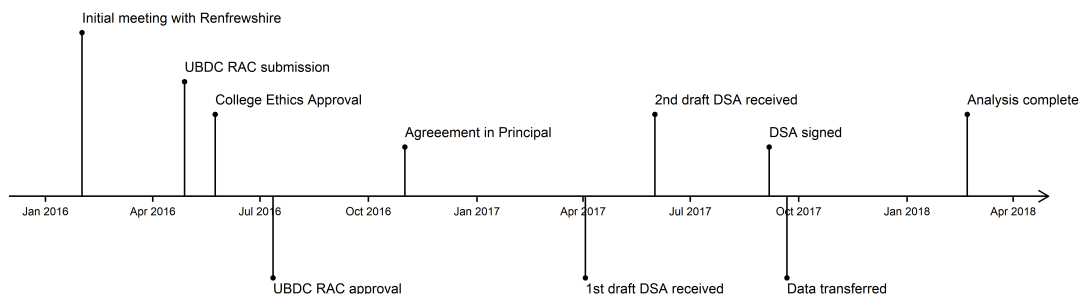 Initial meeting with Renfrewshire
UBDC RAC submission
College Ethics Approval
2nd draft DSA received
Analysis complete
Agreeement in Principal
DSA signed
Jan 2016
Apr 2016
Jul 2016
Oct 2016
Jan 2017
Apr 2017
Jul 2017
Oct 2017
Jan 2018
Apr 2018
UBDC RAC approval
1st draft DSA received
Data transferred